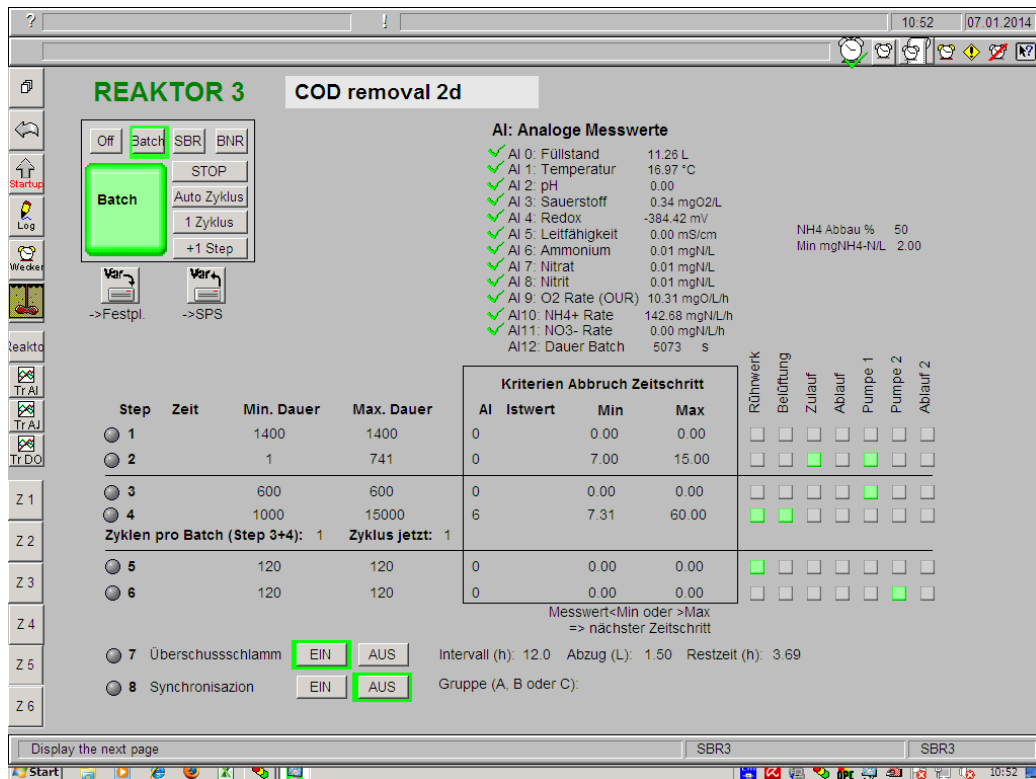 ? ! 10:52 07.01.2014
REAKTOR 3 COD removal 2d
Startup
Log
Wecker
Reakto
Tr AI
Tr AJ
Tr DO
Z 1
Z 2
Z 3
Z 4
Z 5
Z 6
Off Batch SBR BNR
Batch
STOP
Auto Zyklus
1 Zyklus
+1 Step
Var Var
->Festpl. ->SPS
AI: Analoge Messwerte
AI 0: Füllstand 11.26 L
AI 1: Temperatur 16.97 °C
AI 2: pH 0.00
AI 3: Sauerstoff 0.34 mgO2/L
AI 4: Redox -384.42 mV
AI 5: Leitfähigkeit 0.00 mS/cm
AI 6: Ammonium 0.01 mgN/L
AI 7: Nitrat 0.01 mgN/L
AI 8: Nitrit 0.01 mgN/L
AI 9: O2 Rate (OUR) 10.31 mgO/L/h
AI10: NH4+ Rate 142.68 mgN/L/h
AI11: NO3- Rate 0.00 mgN/L/h
AI12: Dauer Batch 5073 s
NH4 Abbau % 50
Min mgNH4-N/L 2.00
Kriterien Abbruch Zeitschritt
Step Zeit Min. Dauer Max. Dauer AI Istwert Min Max Rührwerk Belüftung Zulauf Ablauf Pumpe 1 Pumpe 2 Ablauf 2
1 1400 1400 0 0.00 0.00
2 1 741 0 7.00 15.00
3 600 600 0 0.00 0.00
4 1000 15000 6 7.31 60.00
Zyklen pro Batch (Step 3+4): 1 Zyklus jetzt: 1
5 120 120 0 0.00 0.00
6 120 120 0 0.00 0.00
Messwert<Min oder >Max
=> nächster Zeitschritt
7 Überschussschlamm EIN AUS Intervall (h): 12.0 Abzug (L): 1.50 Restzeit (h): 3.69
8 Synchronisazion EIN AUS Gruppe (A, B oder C):
Display the next page SBR3 SBR3
Start OPC 10:52